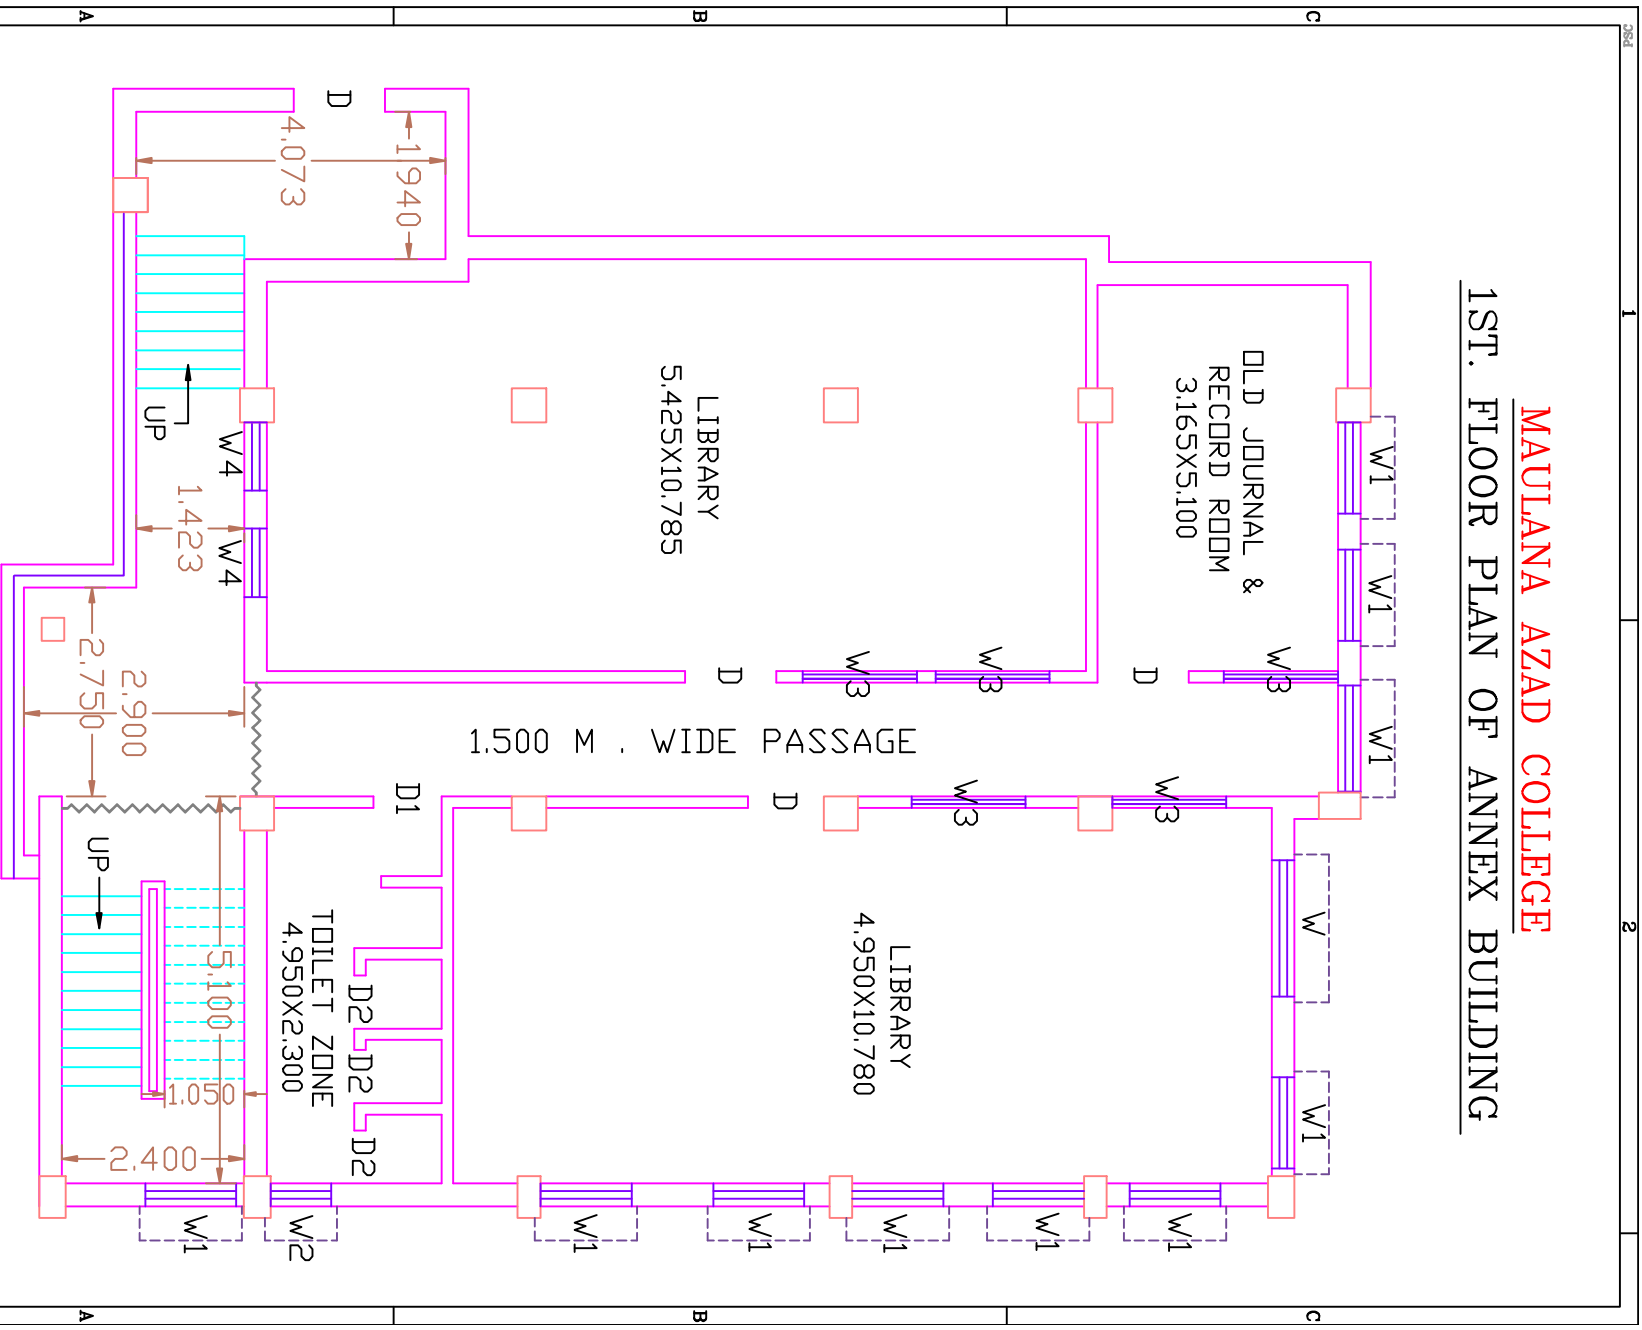 MAULANA AZAD COLLEGE
1ST. FLOOR PLAN OF ANNEX BUILDING
PSC
1
2
A
B
C
A
B
C
W1
W1
W1
W
W1
OLD JOURNAL &
RECORD ROOM
3.165X5.100
W3
D
W3
W3
D
LIBRARY
5.425X10.785
1.500 M . WIDE PASSAGE
W3
W3
D
D1
LIBRARY
4.950X10.780
W1
W1
W1
W1
W1
D
1.940
4.073
D2
D2
D2
TOILET ZONE
4.950X2.300
W4
W4
1.423
UP
5.100
1.050
2.400
2.900
2.750
UP
W1
W2